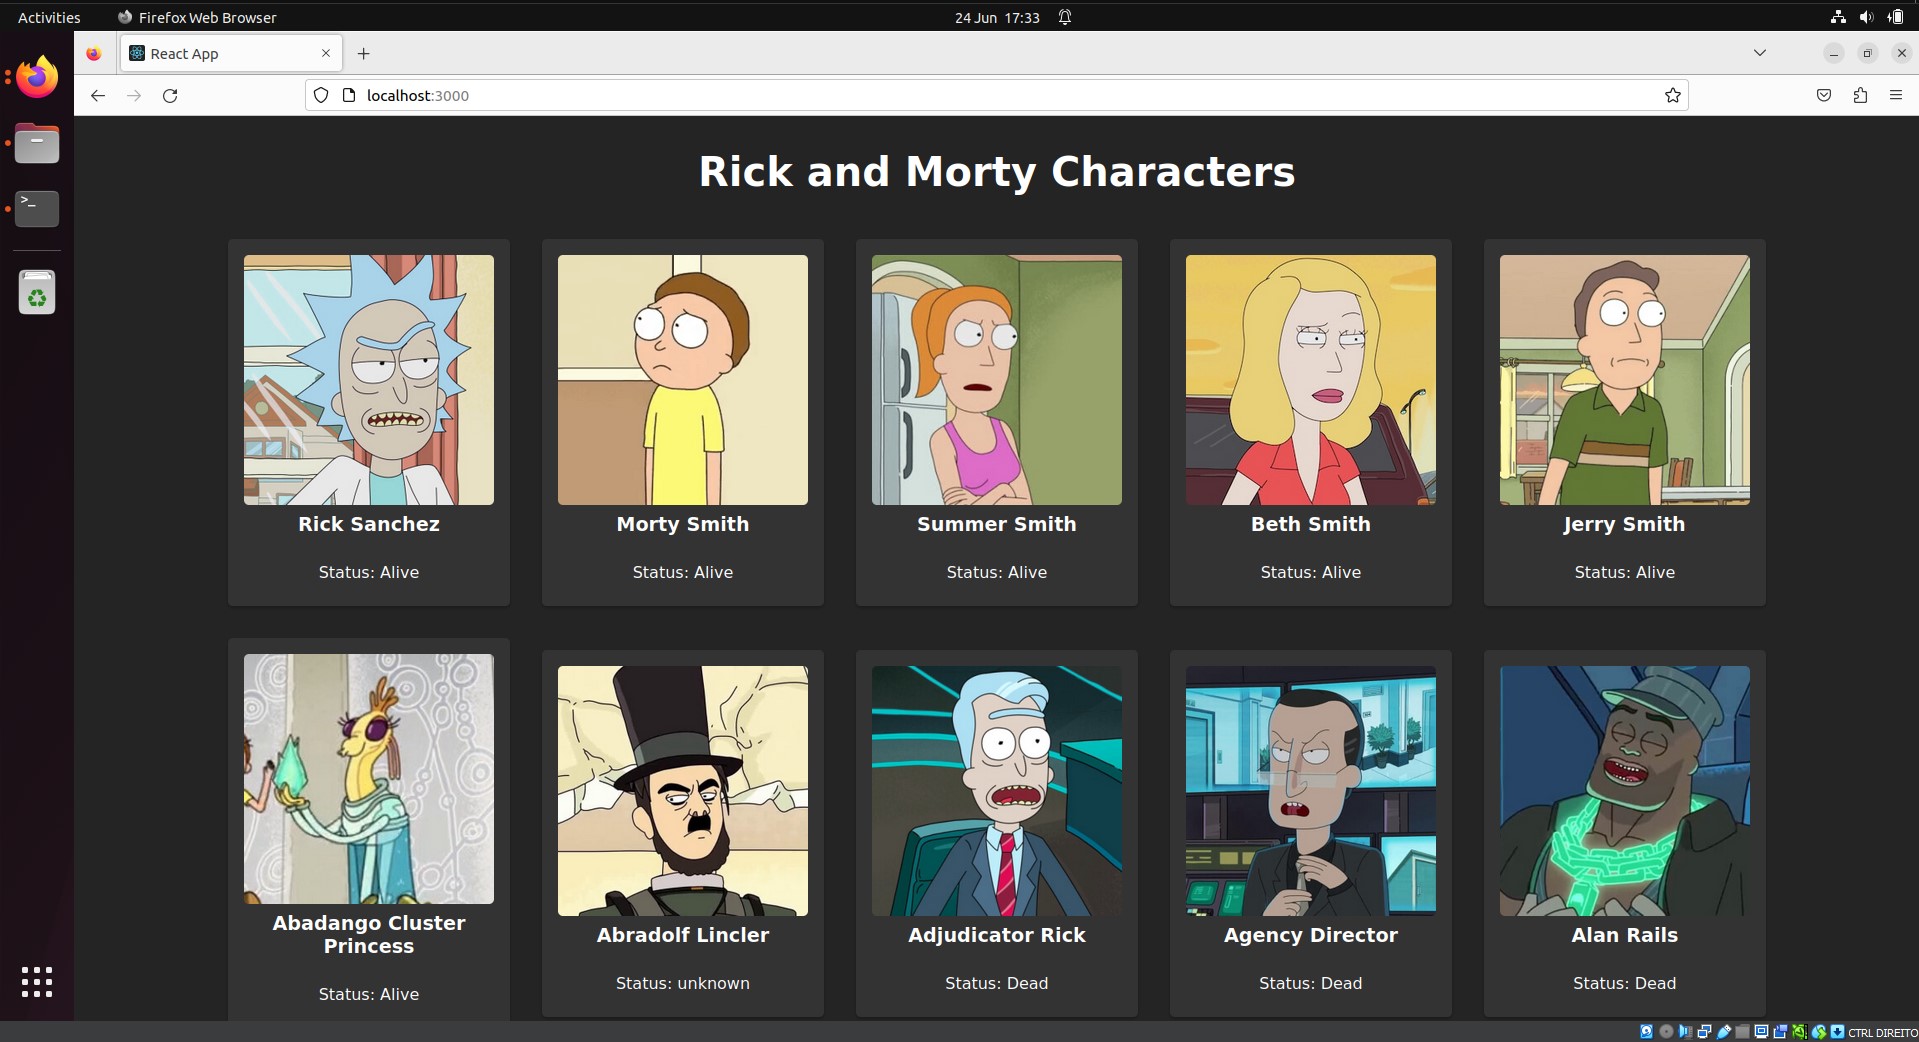 Activities
Firefox Web Browser
24 Jun 17:33
React App
localhost:3000
Rick and Morty Characters
Rick Sanchez
Status: Alive
Morty Smith
Status: Alive
Summer Smith
Status: Alive
Beth Smith
Status: Alive
Jerry Smith
Status: Alive
Abadango Cluster
Princess
Status: Alive
Abradolf Lincler
Status: unknown
Adjudicator Rick
Status: Dead
Agency Director
Status: Dead
Alan Rails
Status: Dead
CTRL DIREITO